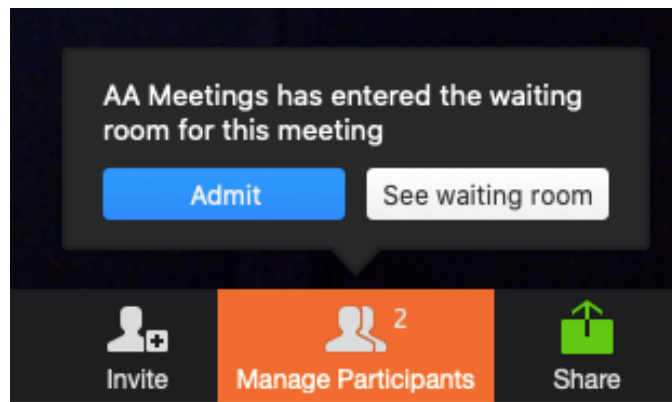 AA Meetings has entered the waiting
room for this meeting
Admit
See waiting room
2
Invite
Manage Participants
Share